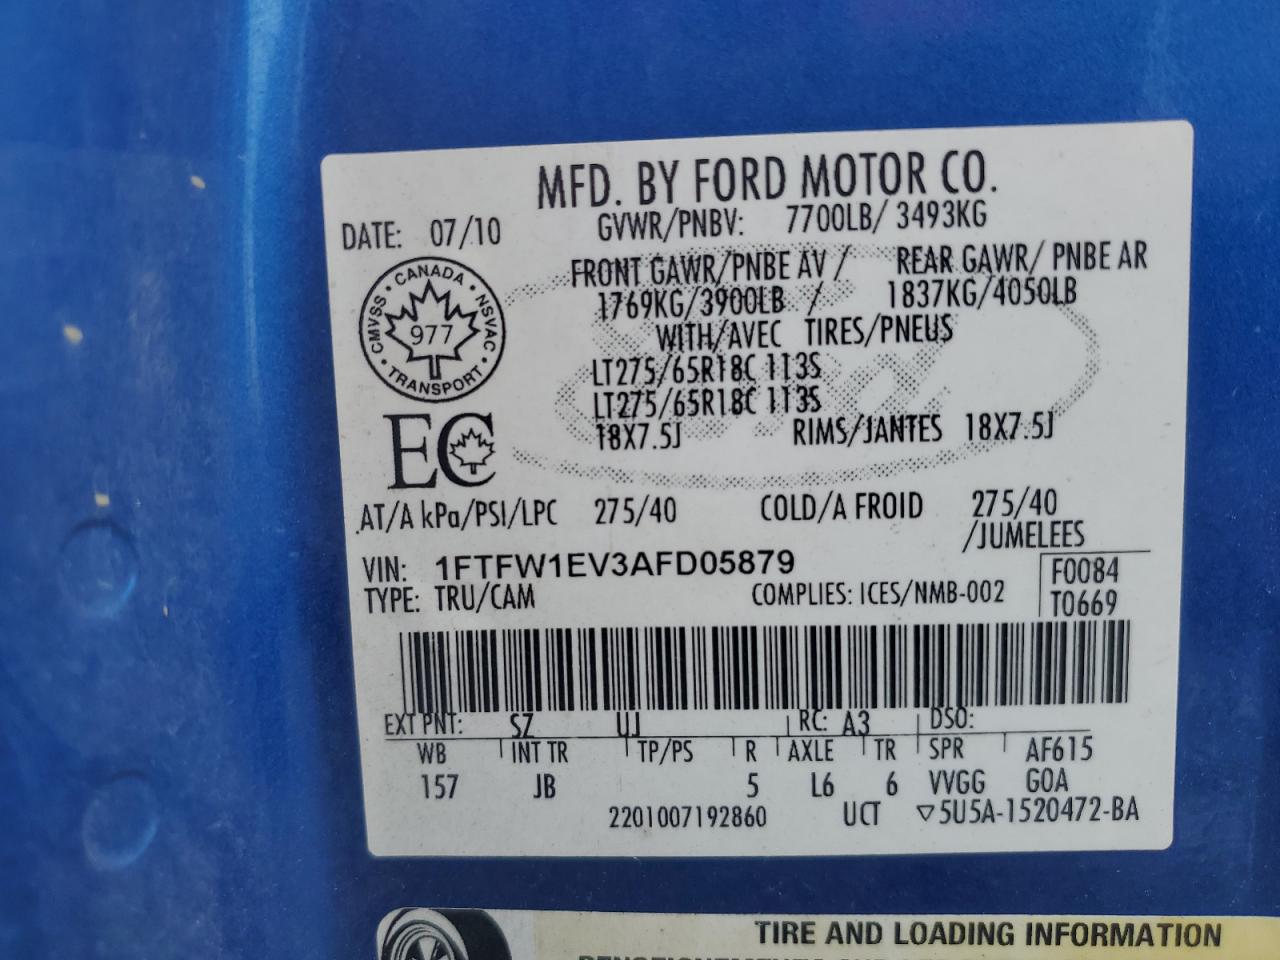 MFD. BY FORD MOTOR CO.
DATE: 07/10 GVWR/PNBV: 7700LB/ 3493KG
FRONT GAWR/PNBE AV / REAR GAWR/ PNBE AR
1769KG/3900LB / 1837KG/4050LB
WITH/AVEC TIRES/PNEUS
LT275/65R18C 113S
LT275/65R18C 113S
18X7.5J RIMS/JANTES 18X7.5J
CANADA
CMVSS · NSVAC
977
TRANSPORT
EC
AT/A kPa/PSI/LPC 275/40 COLD/A FROID 275/40
/JUMELEES
VIN: 1FTFW1EV3AFD05879
TYPE: TRU/CAM COMPLIES: ICES/NMB-002
F0084
T0669
EXT PNT: SZ UJ RC: A3 DSO:
WB INT TR TP/PS R AXLE TR SPR AF615
157 JB 5 L6 6 VVGG GOA
2201007192860 UCT ▽5U5A-1520472-BA
TIRE AND LOADING INFORMATION